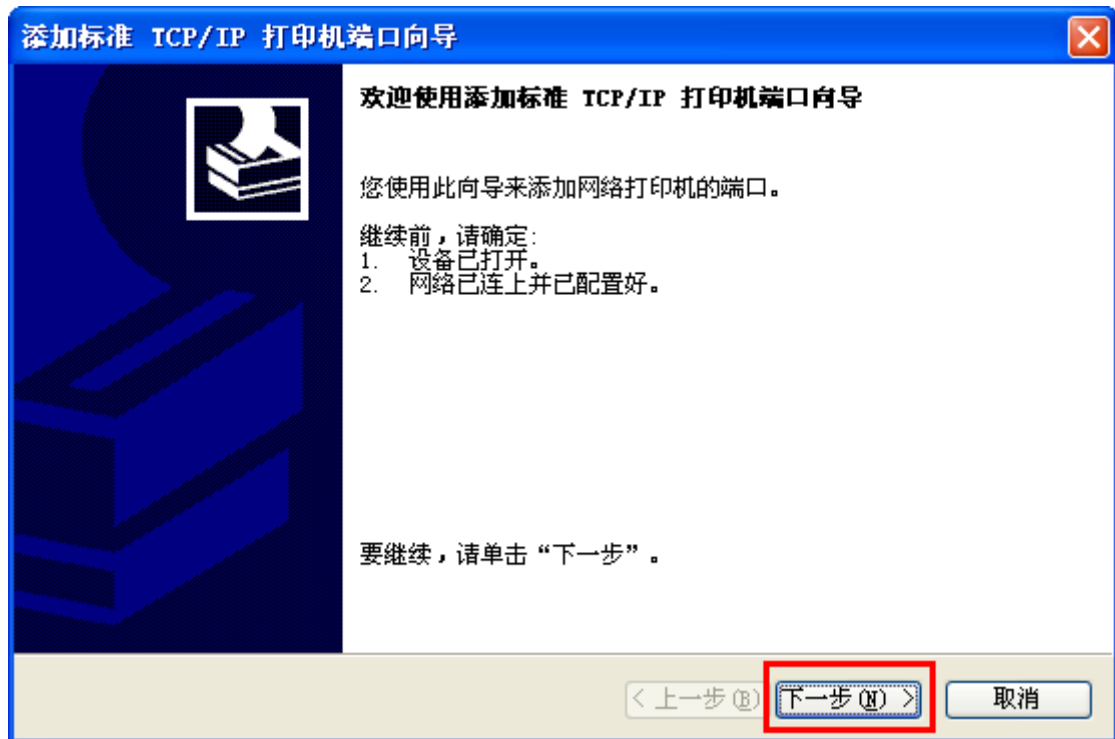 添加标准 TCP/IP 打印机端口向导
欢迎使用添加标准 TCP/IP 打印机端口向导
您使用此向导来添加网络打印机的端口。
继续前，请确定:
1. 设备已打开。
2. 网络已连上并已配置好。
要继续，请单击“下一步”。
< 上一步(B) 下一步(N) > 取消